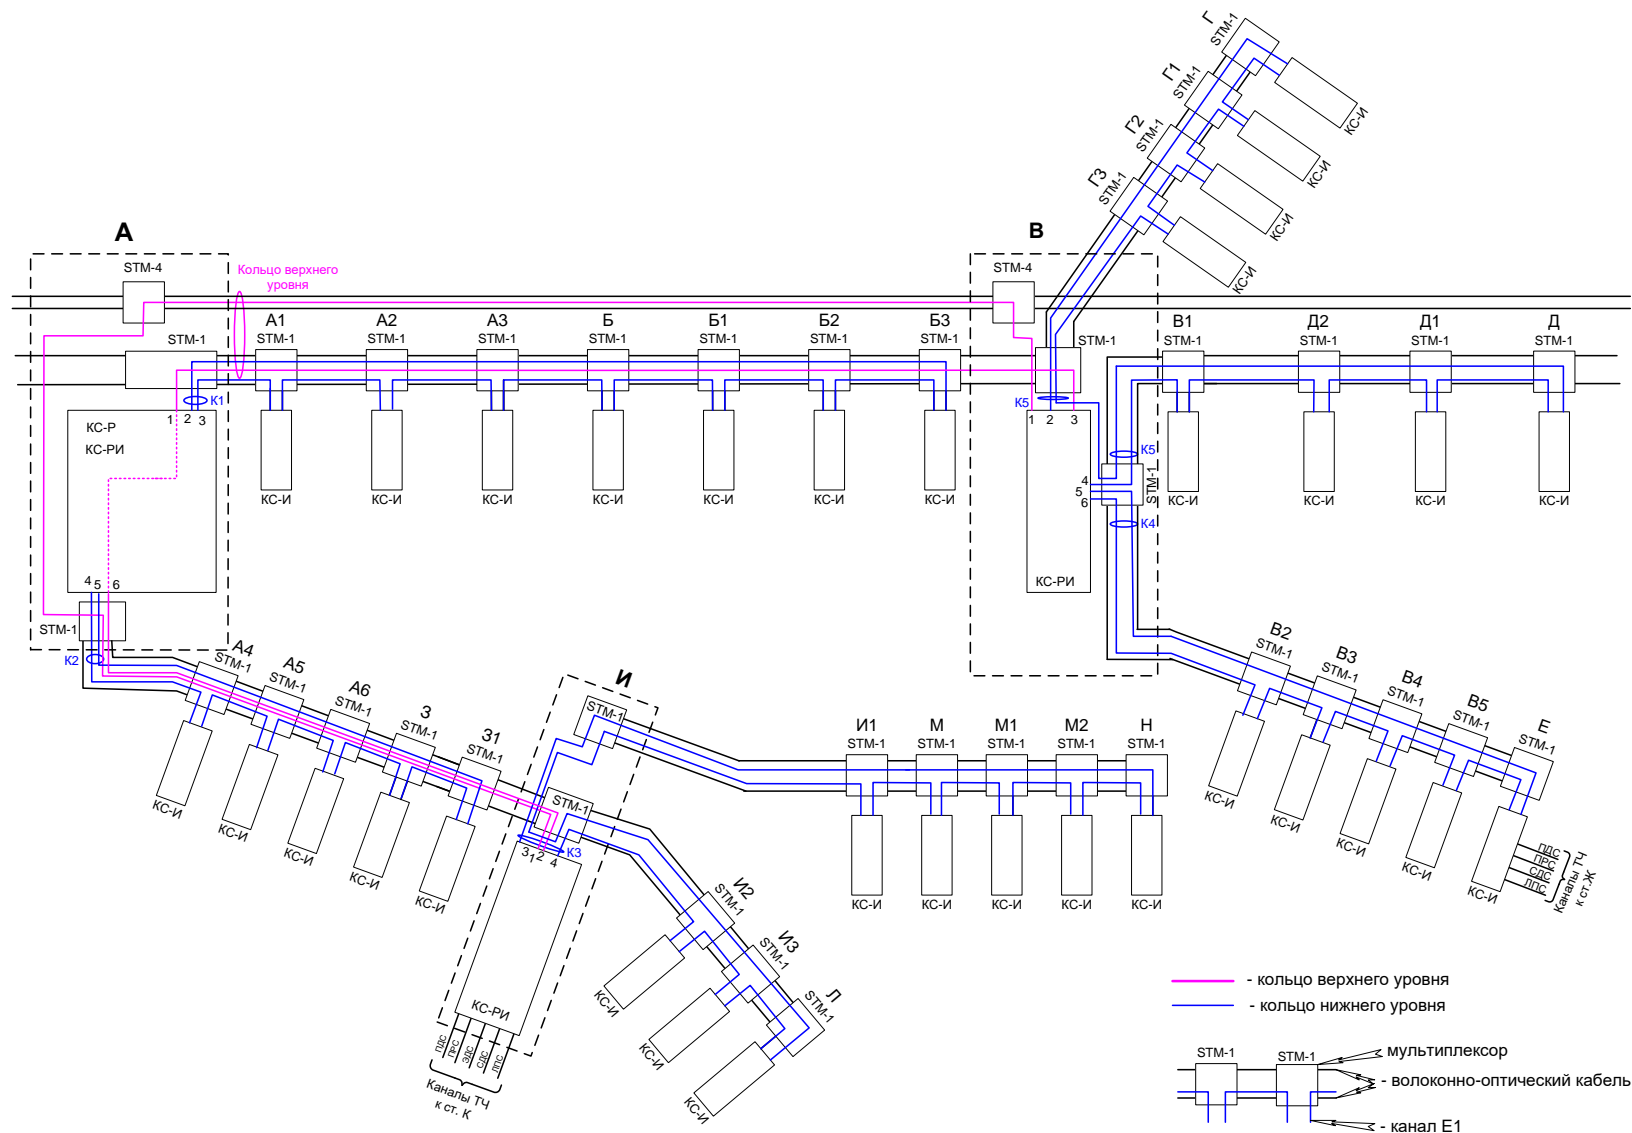 Г
STM-1
Г1
STM-1
Г2
STM-1
Г3
STM-1
КС-И
КС-И
КС-И
КС-И
А
В
STM-4
STM-4
Кольцо верхнего
уровня
STM-1
А1
STM-1
А2
STM-1
А3
STM-1
Б
STM-1
Б1
STM-1
Б2
STM-1
Б3
STM-1
STM-1
В1
STM-1
Д2
STM-1
Д1
STM-1
Д
STM-1
К1
К5
1 2 3
1 2 3
КС-Р
КС-РИ
К5
4
5
6
STM-1
К4
КС-И
КС-И
КС-И
КС-И
КС-И
КС-И
КС-И
КС-И
КС-И
КС-И
КС-И
КС-РИ
4 5 6
STM-1
К2
А4
STM-1
А5
STM-1
А6
STM-1
З
STM-1
З1
STM-1
И
STM-1
STM-1
К3
3 1 2 4
КС-И
КС-И
КС-И
КС-И
КС-И
И1
STM-1
М
STM-1
М1
STM-1
М2
STM-1
Н
STM-1
КС-И
КС-И
КС-И
КС-И
КС-И
В2
STM-1
В3
STM-1
В4
STM-1
В5
STM-1
Е
STM-1
КС-И
КС-И
КС-И
КС-И
КС-И
ПДС
ПРС
СДС
ЛПС
Каналы ТЧ
к ст.Ж
И2
STM-1
И3
STM-1
Л
STM-1
КС-И
КС-И
КС-И
КС-РИ
ПДС
ПРС
ЭДС
СДС
ЛПС
Каналы ТЧ
к ст. К
- кольцо верхнего уровня
- кольцо нижнего уровня
STM-1
STM-1
мультиплексор
- волоконно-оптический кабель
- канал Е1